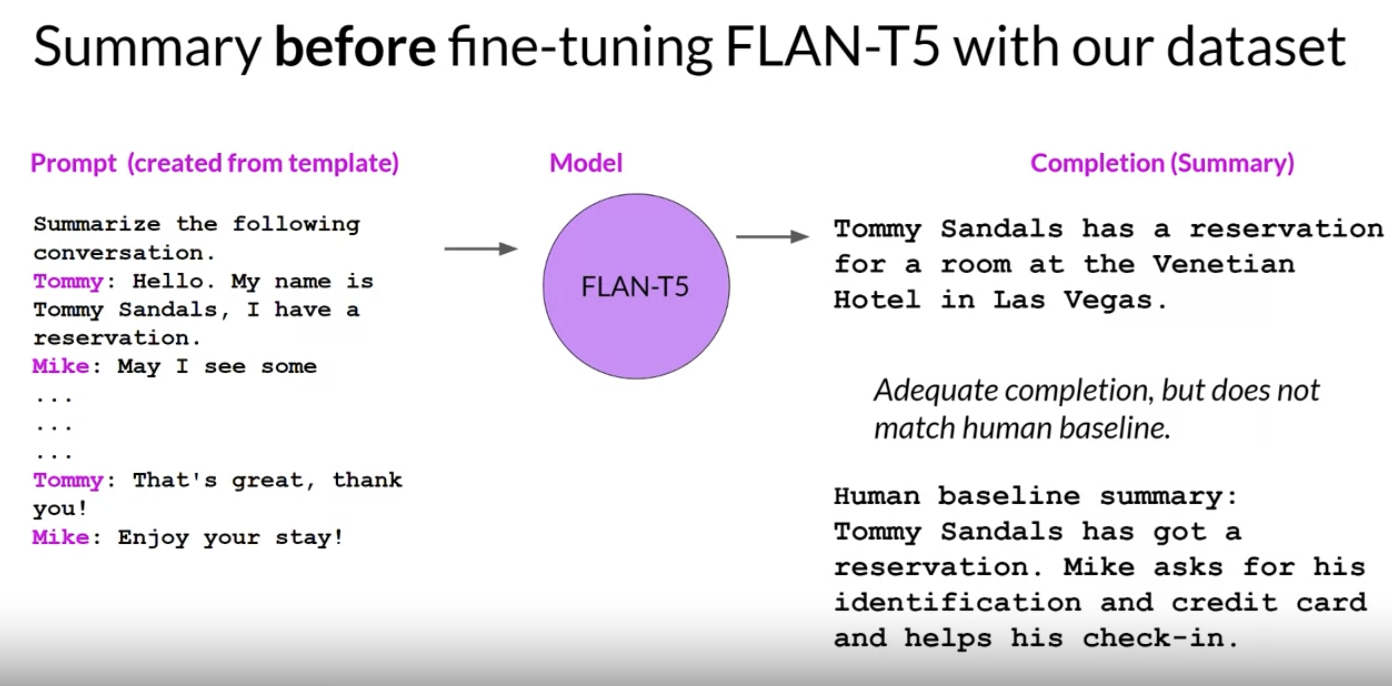 Summary before fine-tuning FLAN-T5 with our dataset
Prompt (created from template)
Summarize the following
conversation.
Tommy: Hello. My name is
Tommy Sandals, I have a
reservation.
Mike: May I see some
...
...
...
Tommy: That's great, thank
you!
Mike: Enjoy your stay!
Model
FLAN-T5
Completion (Summary)
Tommy Sandals has a reservation
for a room at the Venetian
Hotel in Las Vegas.
Adequate completion, but does not
match human baseline.
Human baseline summary:
Tommy Sandals has got a
reservation. Mike asks for his
identification and credit card
and helps his check-in.